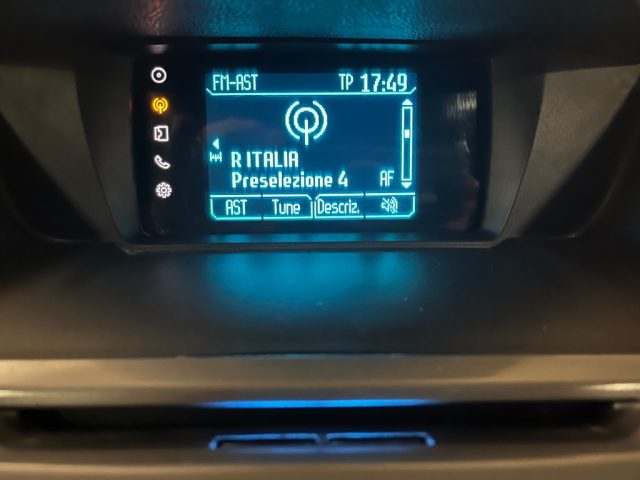 FM-AST TP 17:49
R ITALIA
Preselezione 4 AF
AST Tune Descriz.